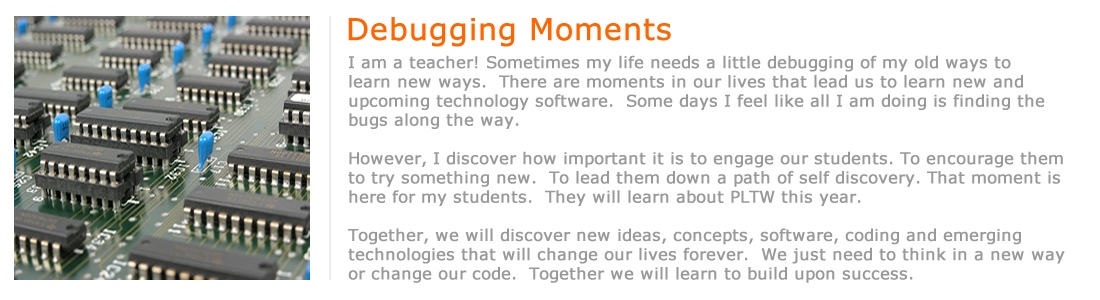 Debugging Moments
I am a teacher! Sometimes my life needs a little debugging of my old ways to
learn new ways.  There are moments in our lives that lead us to learn new and
upcoming technology software.  Some days I feel like all I am doing is finding the
bugs along the way.
However, I discover how important it is to engage our students. To encourage them
to try something new.  To lead them down a path of self discovery. That moment is
here for my students.  They will learn about PLTW this year.
Together, we will discover new ideas, concepts, software, coding and emerging
technologies that will change our lives forever.  We just need to think in a new way
or change our code.  Together we will learn to build upon success.